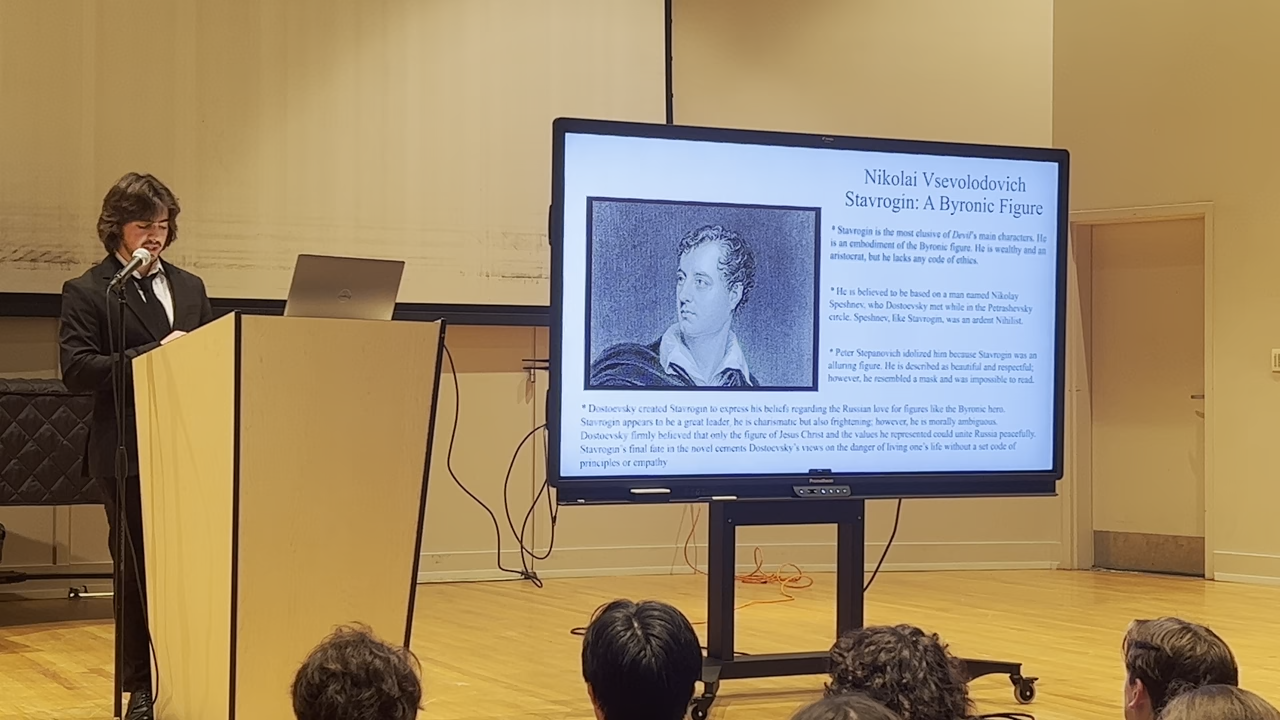 Nikolai Vsevolodovich
Stavrogin: A Byronic Figure
* Stavrogin is the most elusive of Devil's main characters. He
is an embodiment of the Byronic figure. He is wealthy and an
aristocrat, but he lacks any code of ethics.
* He is believed to be based on a man named Nikolay
Speshnev, who Dostoevsky met while in the Petrashevsky
circle. Speshnev, like Stavrogin, was an ardent Nihilist.
* Peter Stepanovich idolized him because Stavrogin was an
alluring figure. He is described as beautiful and respectful;
however, he resembled a mask and was impossible to read.
* Dostoevsky created Stavrogin to express his beliefs regarding the Russian love for figures like the Byronic hero.
Stavrogin appears to be a great leader, he is charismatic but also frightening; however, he is morally ambiguous.
Dostoevsky firmly believed that only the figure of Jesus Christ and the values he represented could unite Russia peacefully.
Stavrogin's final fate in the novel cements Dostoevsky's views on the danger of living one's life without a set code of
principles or empathy
Promethean
DELL